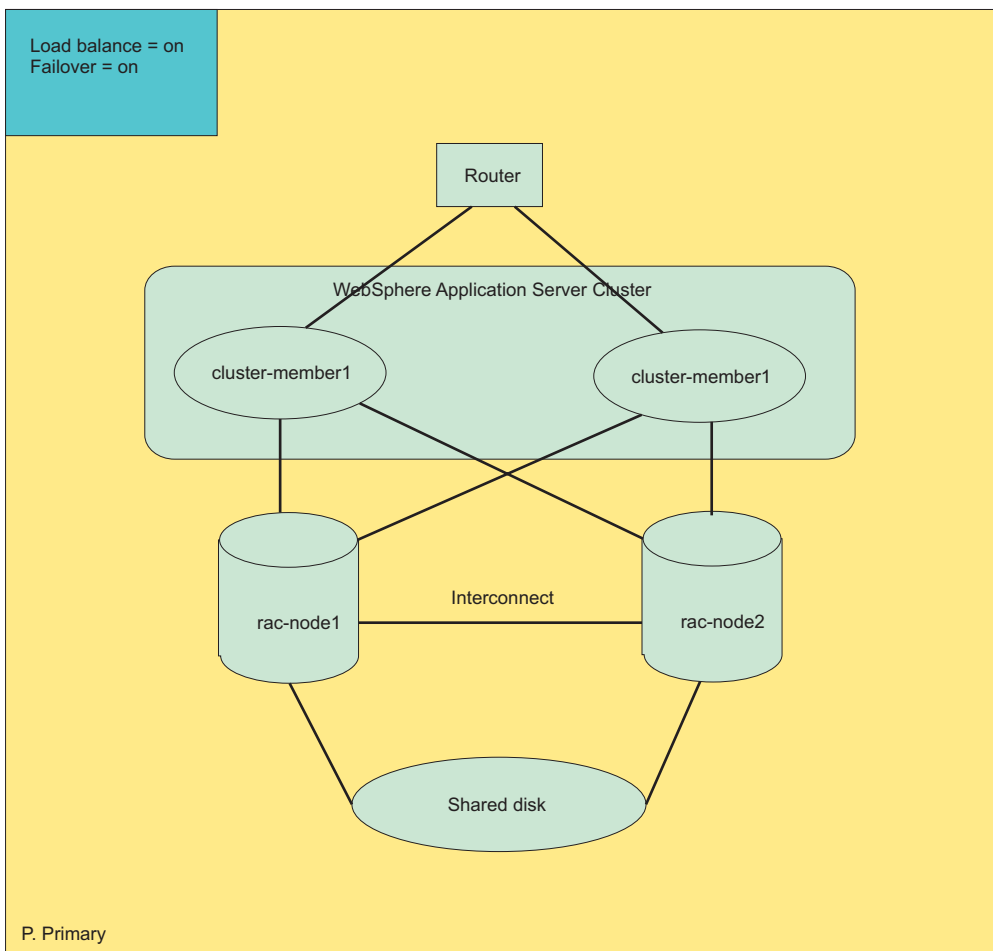 Load balance = on
Failover = on
Router
WebSphere Application Server Cluster
cluster-member1
cluster-member1
Interconnect
rac-node1
rac-node2
Shared disk
P. Primary